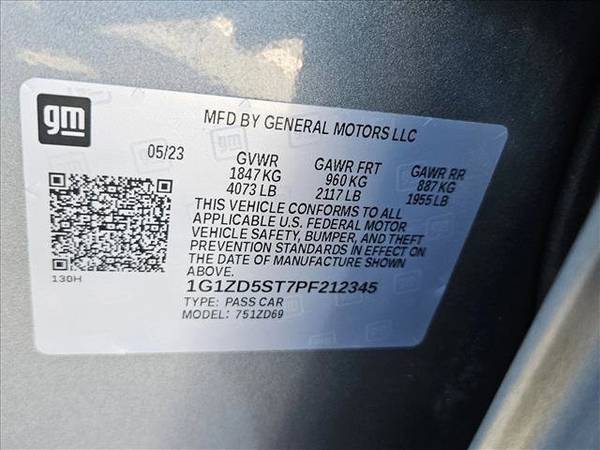 gm
MFD BY GENERAL MOTORS LLC
05/23 GVWR GAWR FRT GAWR RR
1847 KG 960 KG 887 KG
4073 LB 2117 LB 1955 LB
THIS VEHICLE CONFORMS TO ALL
APPLICABLE U.S. FEDERAL MOTOR
VEHICLE SAFETY, BUMPER, AND THEFT
PREVENTION STANDARDS IN EFFECT ON
THE DATE OF MANUFACTURE SHOWN
ABOVE.
130H
1G1ZD5ST7PF212345
TYPE: PASS CAR
MODEL: 751ZD69